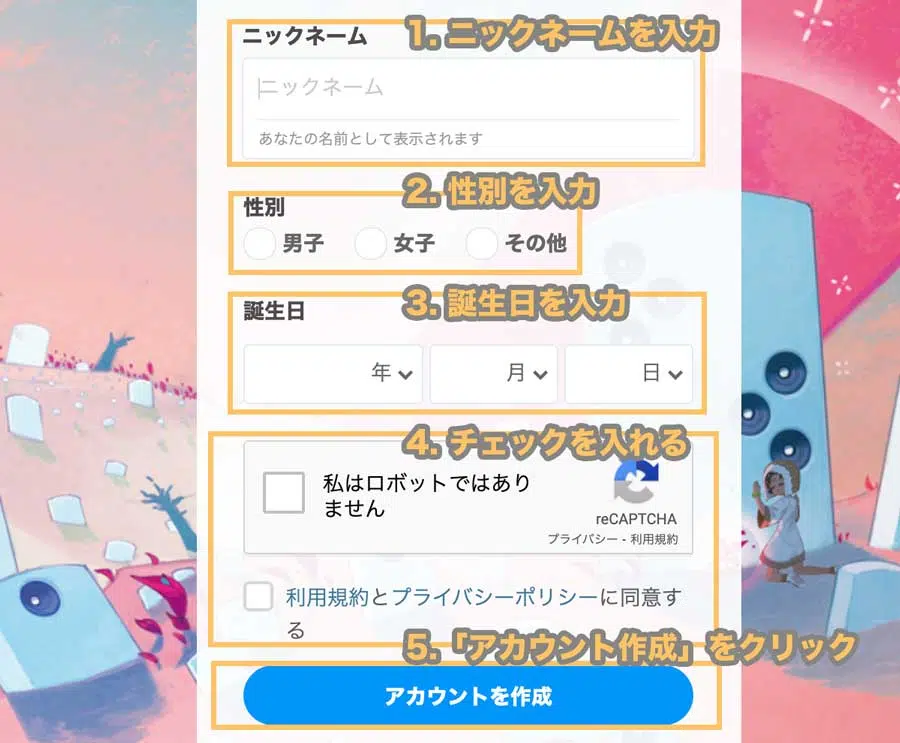 ニックネーム
1. ニックネームを入力
ニックネーム
あなたの名前として表示されます
2. 性別を入力
性別
男子 女子 その他
3. 誕生日を入力
誕生日
年 月 日
4. チェックを入れる
私はロボットではあり
ません
reCAPTCHA
プライバシー - 利用規約
利用規約とプライバシーポリシーに同意す
る
5.「アカウント作成」をクリック
アカウントを作成